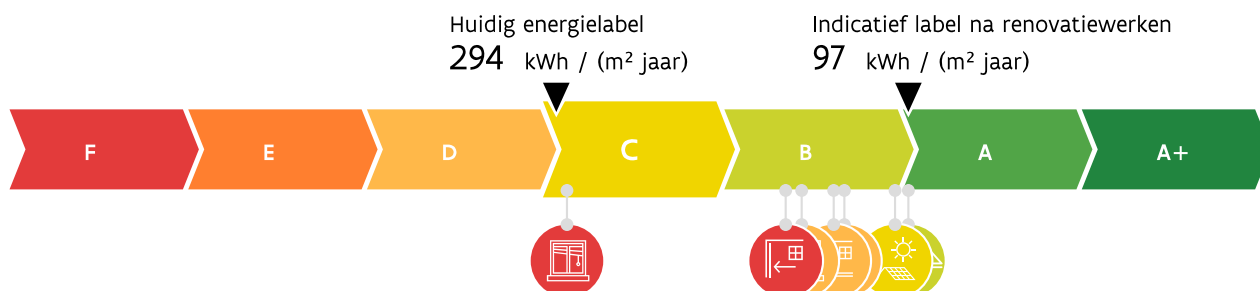 Huidig energielabel
294 kWh / (m² jaar)
Indicatief label na renovatiewerken
97 kWh / (m² jaar)
F E D C B A A+